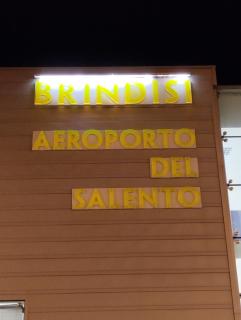 BRINDISI
AEROPORTO
DEL
SALENTO